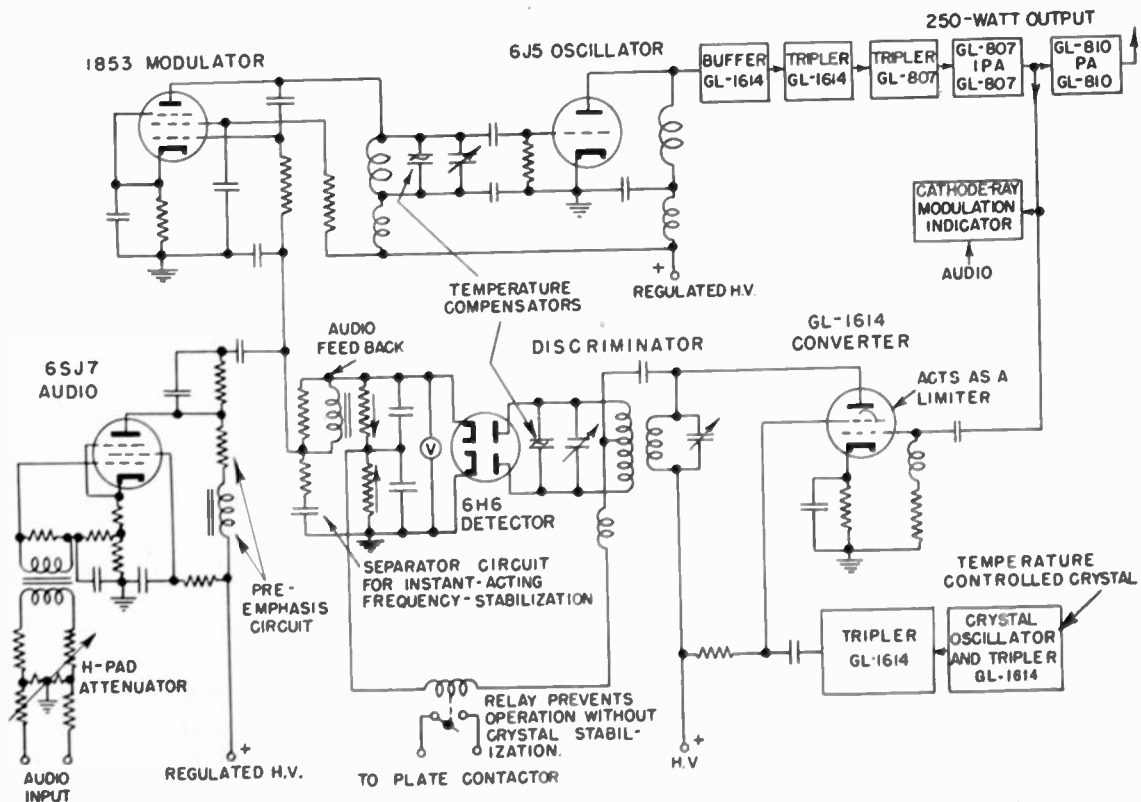 250-WATT OUTPUT
1853 MODULATOR
6J5 OSCILLATOR
BUFFER
GL-1614
TRIPLER
GL-1614
TRIPLER
GL-807
GL-807
IPA
GL-807
GL-810
PA
GL-810
CATHODE-RAY
MODULATION
INDICATOR
AUDIO
+
REGULATED H.V.
TEMPERATURE
COMPENSATORS
AUDIO
FEED BACK
DISCRIMINATOR
GL-1614
CONVERTER
ACTS AS A
LIMITER
6SJ7
AUDIO
V
6H6
DETECTOR
SEPARATOR CIRCUIT
FOR INSTANT-ACTING
FREQUENCY-STABILIZATION
PRE-
EMPHASIS
CIRCUIT
TEMPERATURE
CONTROLLED CRYSTAL
TRIPLER
GL-1614
CRYSTAL
OSCILLATOR
AND TRIPLER
GL-1614
H-PAD
ATTENUATOR
RELAY PREVENTS
OPERATION WITHOUT
CRYSTAL STABIL-
IZATION.
+
REGULATED H.V.
+
H.V
TO PLATE CONTACTOR
AUDIO
INPUT